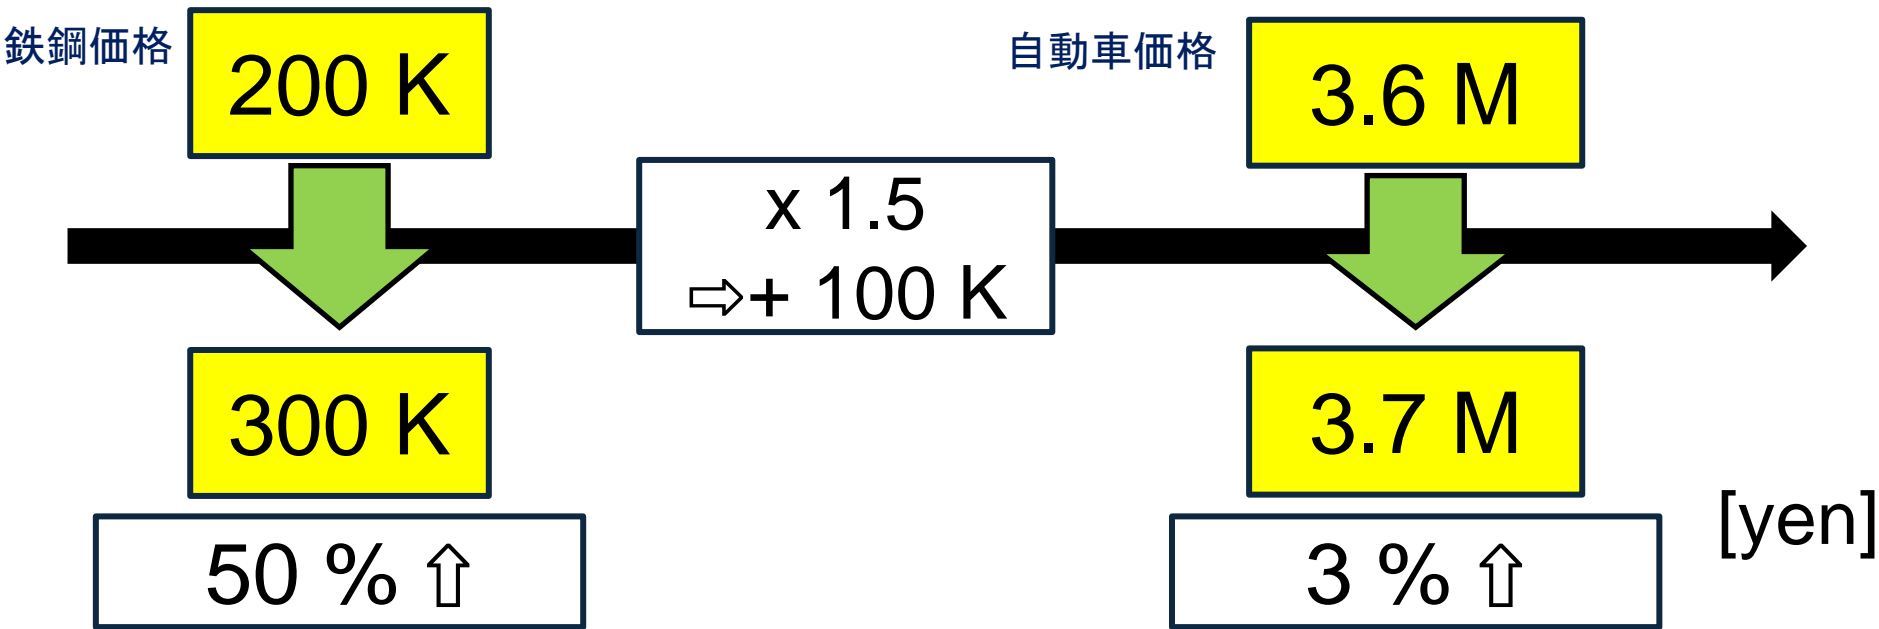 鉄鋼価格
200 K
300 K
50 % ⇧
x 1.5
⇨+ 100 K
自動車価格
3.6 M
3.7 M
3 % ⇧
[yen]